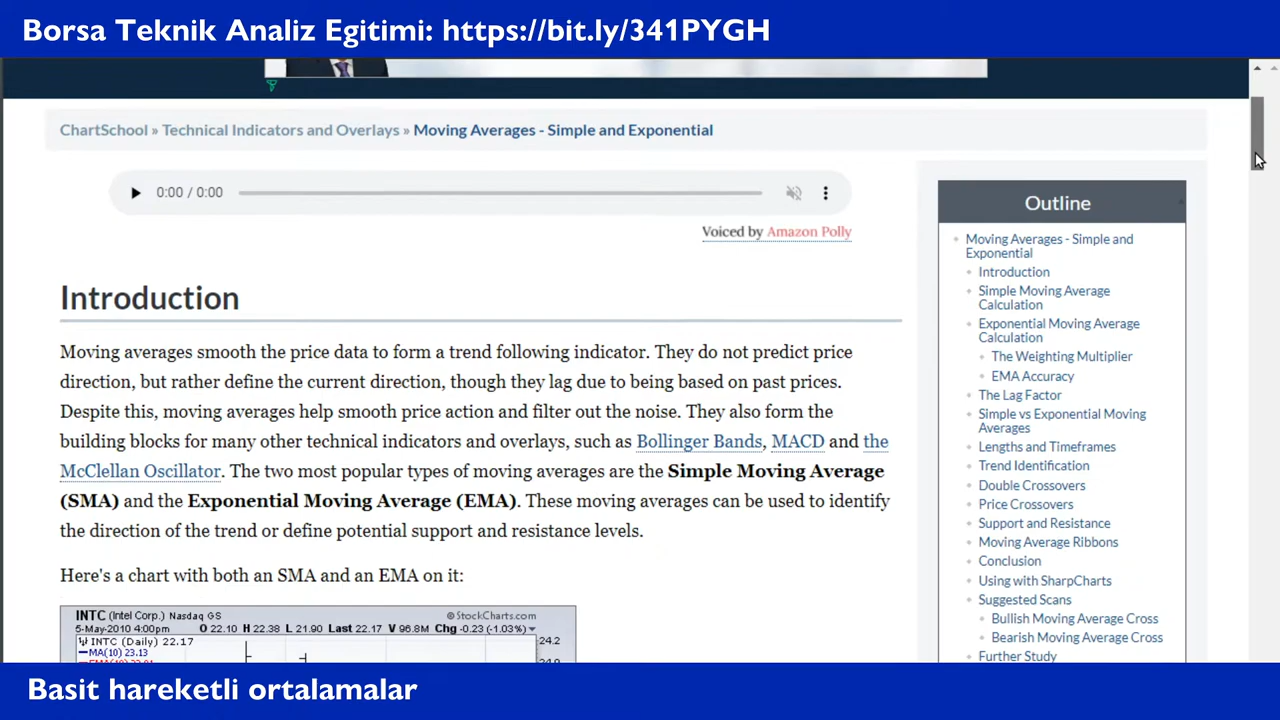 Borsa Teknik Analiz Egitimi: https://bit.ly/341PYGH
ChartSchool » Technical Indicators and Overlays » Moving Averages - Simple and Exponential
0:00 / 0:00
Voiced by Amazon Polly
Introduction
Moving averages smooth the price data to form a trend following indicator. They do not predict price
direction, but rather define the current direction, though they lag due to being based on past prices.
Despite this, moving averages help smooth price action and filter out the noise. They also form the
building blocks for many other technical indicators and overlays, such as Bollinger Bands, MACD and the
McClellan Oscillator. The two most popular types of moving averages are the Simple Moving Average
(SMA) and the Exponential Moving Average (EMA). These moving averages can be used to identify
the direction of the trend or define potential support and resistance levels.
Here's a chart with both an SMA and an EMA on it:
INTC (Intel Corp.) Nasdaq GS
© StockCharts.com
5-May-2010 4:00pm
O 22.10 H 22.38 L 21.90 Last 22.17 V 96.8M Chg -0.23 (-1.03%)
INTC (Daily) 22.17
MA(10) 23.13
24.2
Outline
Moving Averages - Simple and
Exponential
Introduction
Simple Moving Average
Calculation
Exponential Moving Average
Calculation
The Weighting Multiplier
EMA Accuracy
The Lag Factor
Simple vs Exponential Moving
Averages
Lengths and Timeframes
Trend Identification
Double Crossovers
Price Crossovers
Support and Resistance
Moving Average Ribbons
Conclusion
Using with SharpCharts
Suggested Scans
Bullish Moving Average Cross
Bearish Moving Average Cross
Further Study
Basit hareketli ortalamalar